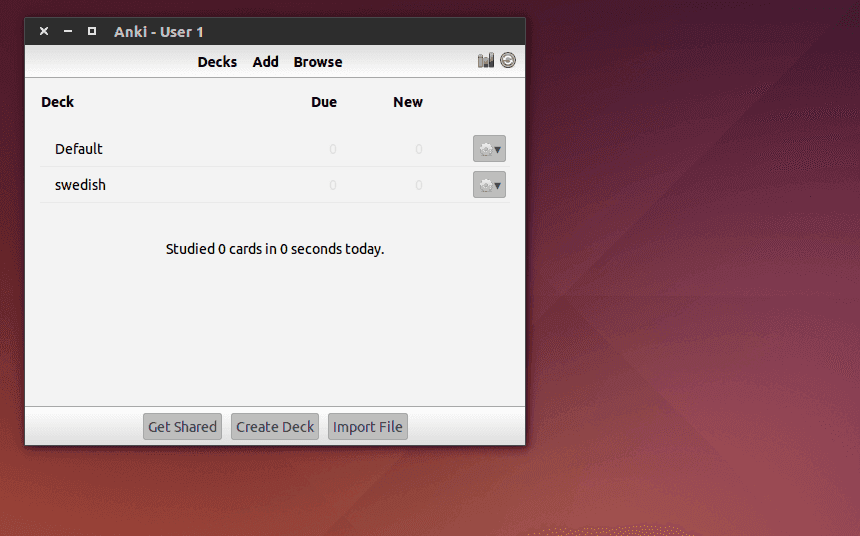 Anki - User 1
Decks Add Browse
Deck Due New
Default 0 0
swedish 0 0
Studied 0 cards in 0 seconds today.
Get Shared Create Deck Import File